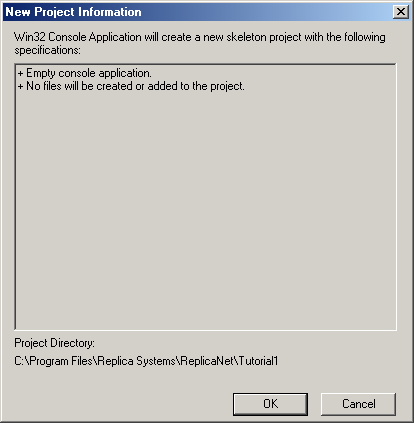 New Project Information
Win32 Console Application will create a new skeleton project with the following
specifications:
+ Empty console application.
+ No files will be created or added to the project.
Project Directory:
C:\Program Files\Replica Systems\ReplicaNet\Tutorial1
OK
Cancel